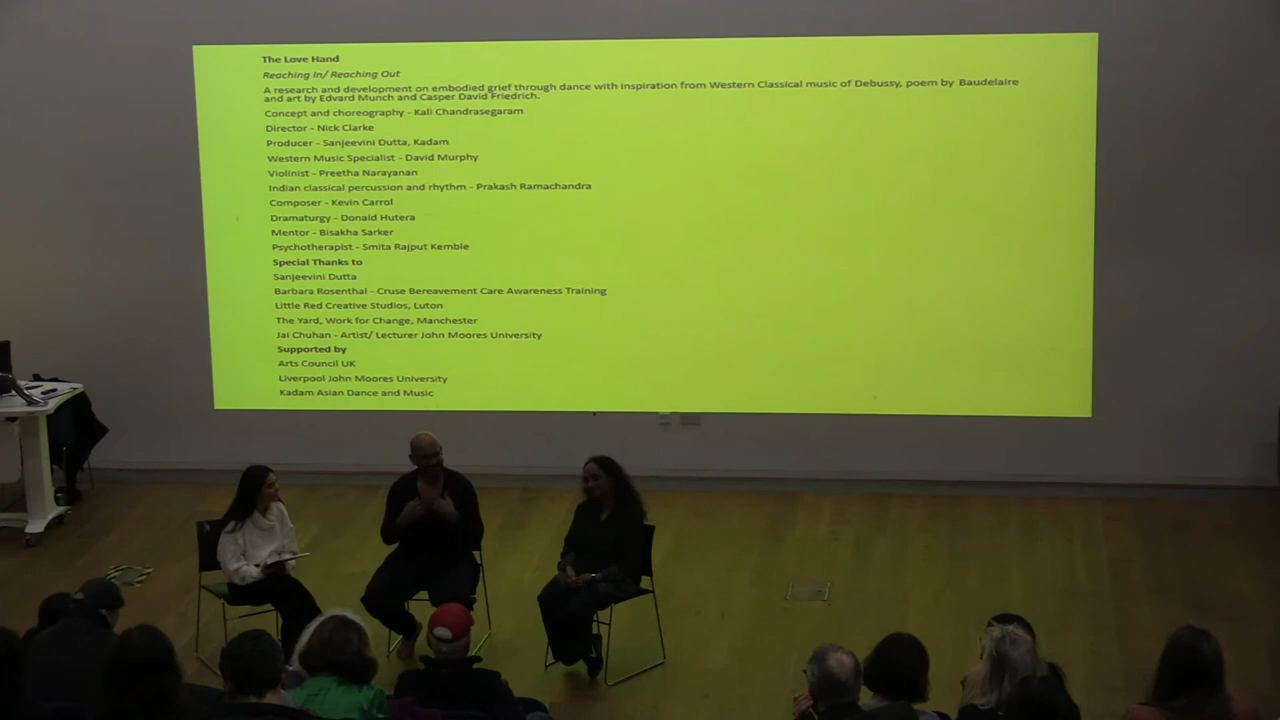 The Love Hand
Reaching In/ Reaching Out
A research and development on embodied grief through dance with inspiration from Western Classical music of Debussy, poem by Baudelaire
and art by Edvard Munch and Casper David Friedrich.
Concept and choreography - Kali Chandrasegaram
Director - Nick Clarke
Producer - Sanjeevini Dutta, Kadam
Western Music Specialist - David Murphy
Violinist - Preetha Narayanan
Indian classical percussion and rhythm - Prakash Ramachandra
Composer - Kevin Carrol
Dramaturgy - Donald Hutera
Mentor - Bisakha Sarker
Psychotherapist - Smita Rajput Kemble
Special Thanks to
Sanjeevini Dutta
Barbara Rosenthal - Cruse Bereavement Care Awareness Training
Little Red Creative Studios, Luton
The Yard, Work for Change, Manchester
Jai Chuhan - Artist/ Lecturer John Moores University
Supported by
Arts Council UK
Liverpool John Moores University
Kadam Asian Dance and Music